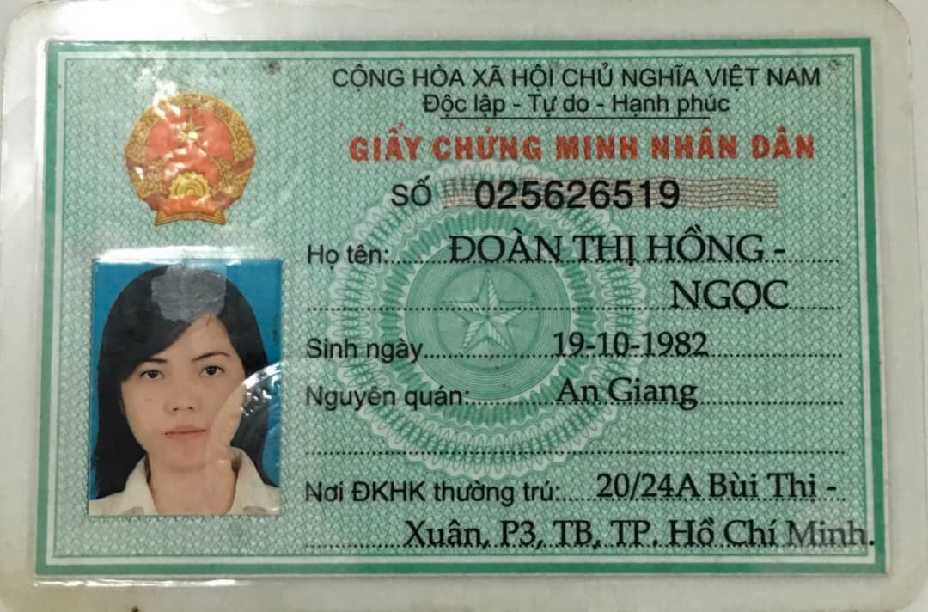 CỘNG HÒA XÃ HỘI CHỦ NGHĨA VIỆT NAM
Độc lập - Tự do - Hạnh phúc
GIẤY CHỨNG MINH NHÂN DÂN
SỐ 025626519
Họ tên: ĐOÀN THỊ HỒNG -
NGỌC
Sinh ngày 19-10-1982
Nguyên quán: An Giang
Nơi ĐKHK thường trú: 20/24A Bùi Thị -
Xuân, P3, TB, TP. Hồ Chí Minh.